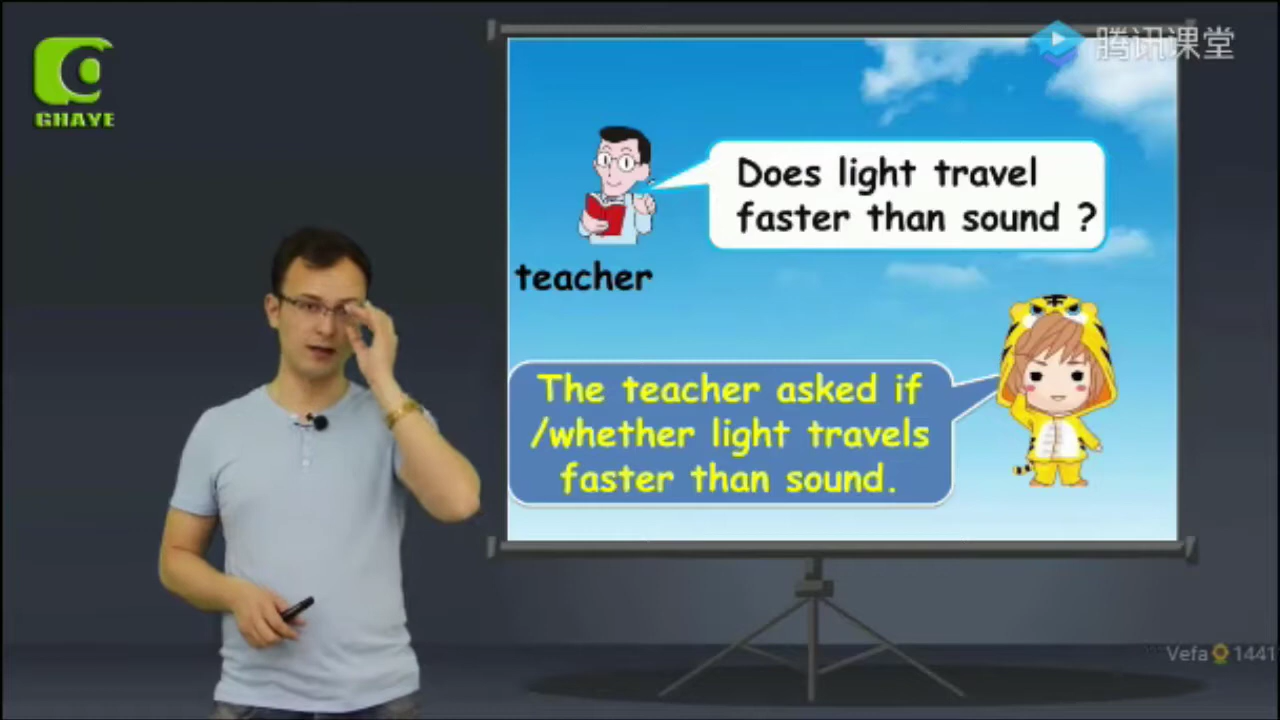 GHAYE
腾讯课堂
Does light travel
faster than sound ?
teacher
The teacher asked if
/whether light travels
faster than sound.
Vefa 1441